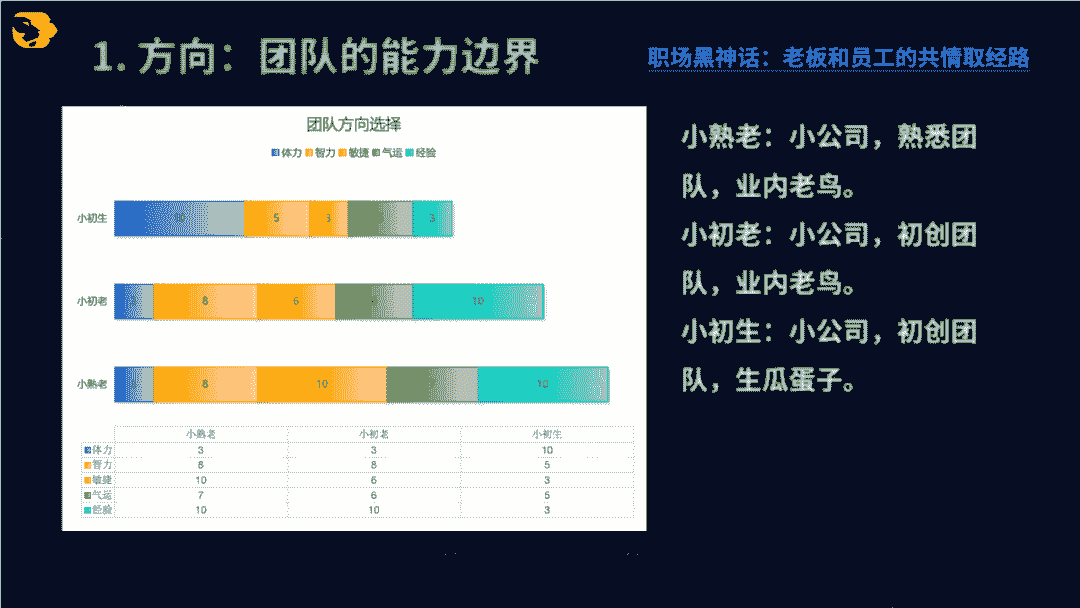 1. 方向：团队的能力边界
职场黑神话：老板和员工的共情取经路
团队方向选择
体力 智力 敏捷 气运 经验
小初生 10 5 3 3
小初老 8 6 10
小熟老 8 10 10
小熟老 小初老 小初生
体力 3 3 10
智力 8 8 5
敏捷 10 6 3
气运 7 6 5
经验 10 10 3
小熟老：小公司，熟悉团
队，业内老鸟。
小初老：小公司，初创团
队，业内老鸟。
小初生：小公司，初创团
队，生瓜蛋子。